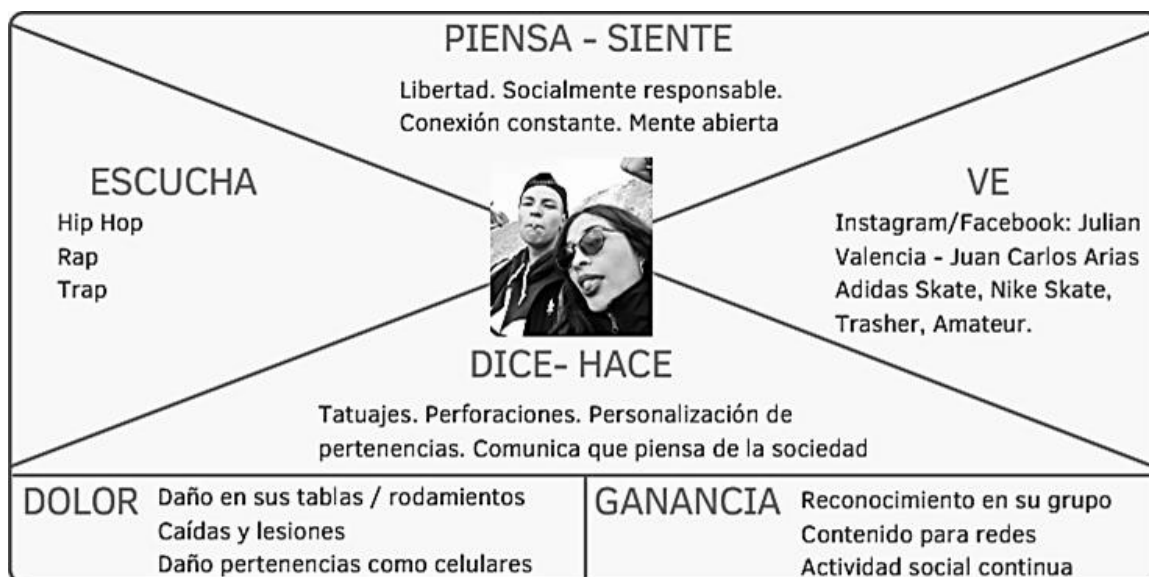 PIENSA - SIENTE
Libertad. Socialmente responsable.
Conexión constante. Mente abierta
ESCUCHA
Hip Hop
Rap
Trap
VE
Instagram/Facebook: Julian
Valencia - Juan Carlos Arias
Adidas Skate, Nike Skate,
Trasher, Amateur.
DICE- HACE
Tatuajes. Perforaciones. Personalización de
pertenencias. Comunica que piensa de la sociedad
DOLOR
Daño en sus tablas / rodamientos
Caídas y lesiones
Daño pertenencias como celulares
GANANCIA
Reconocimiento en su grupo
Contenido para redes
Actividad social continua